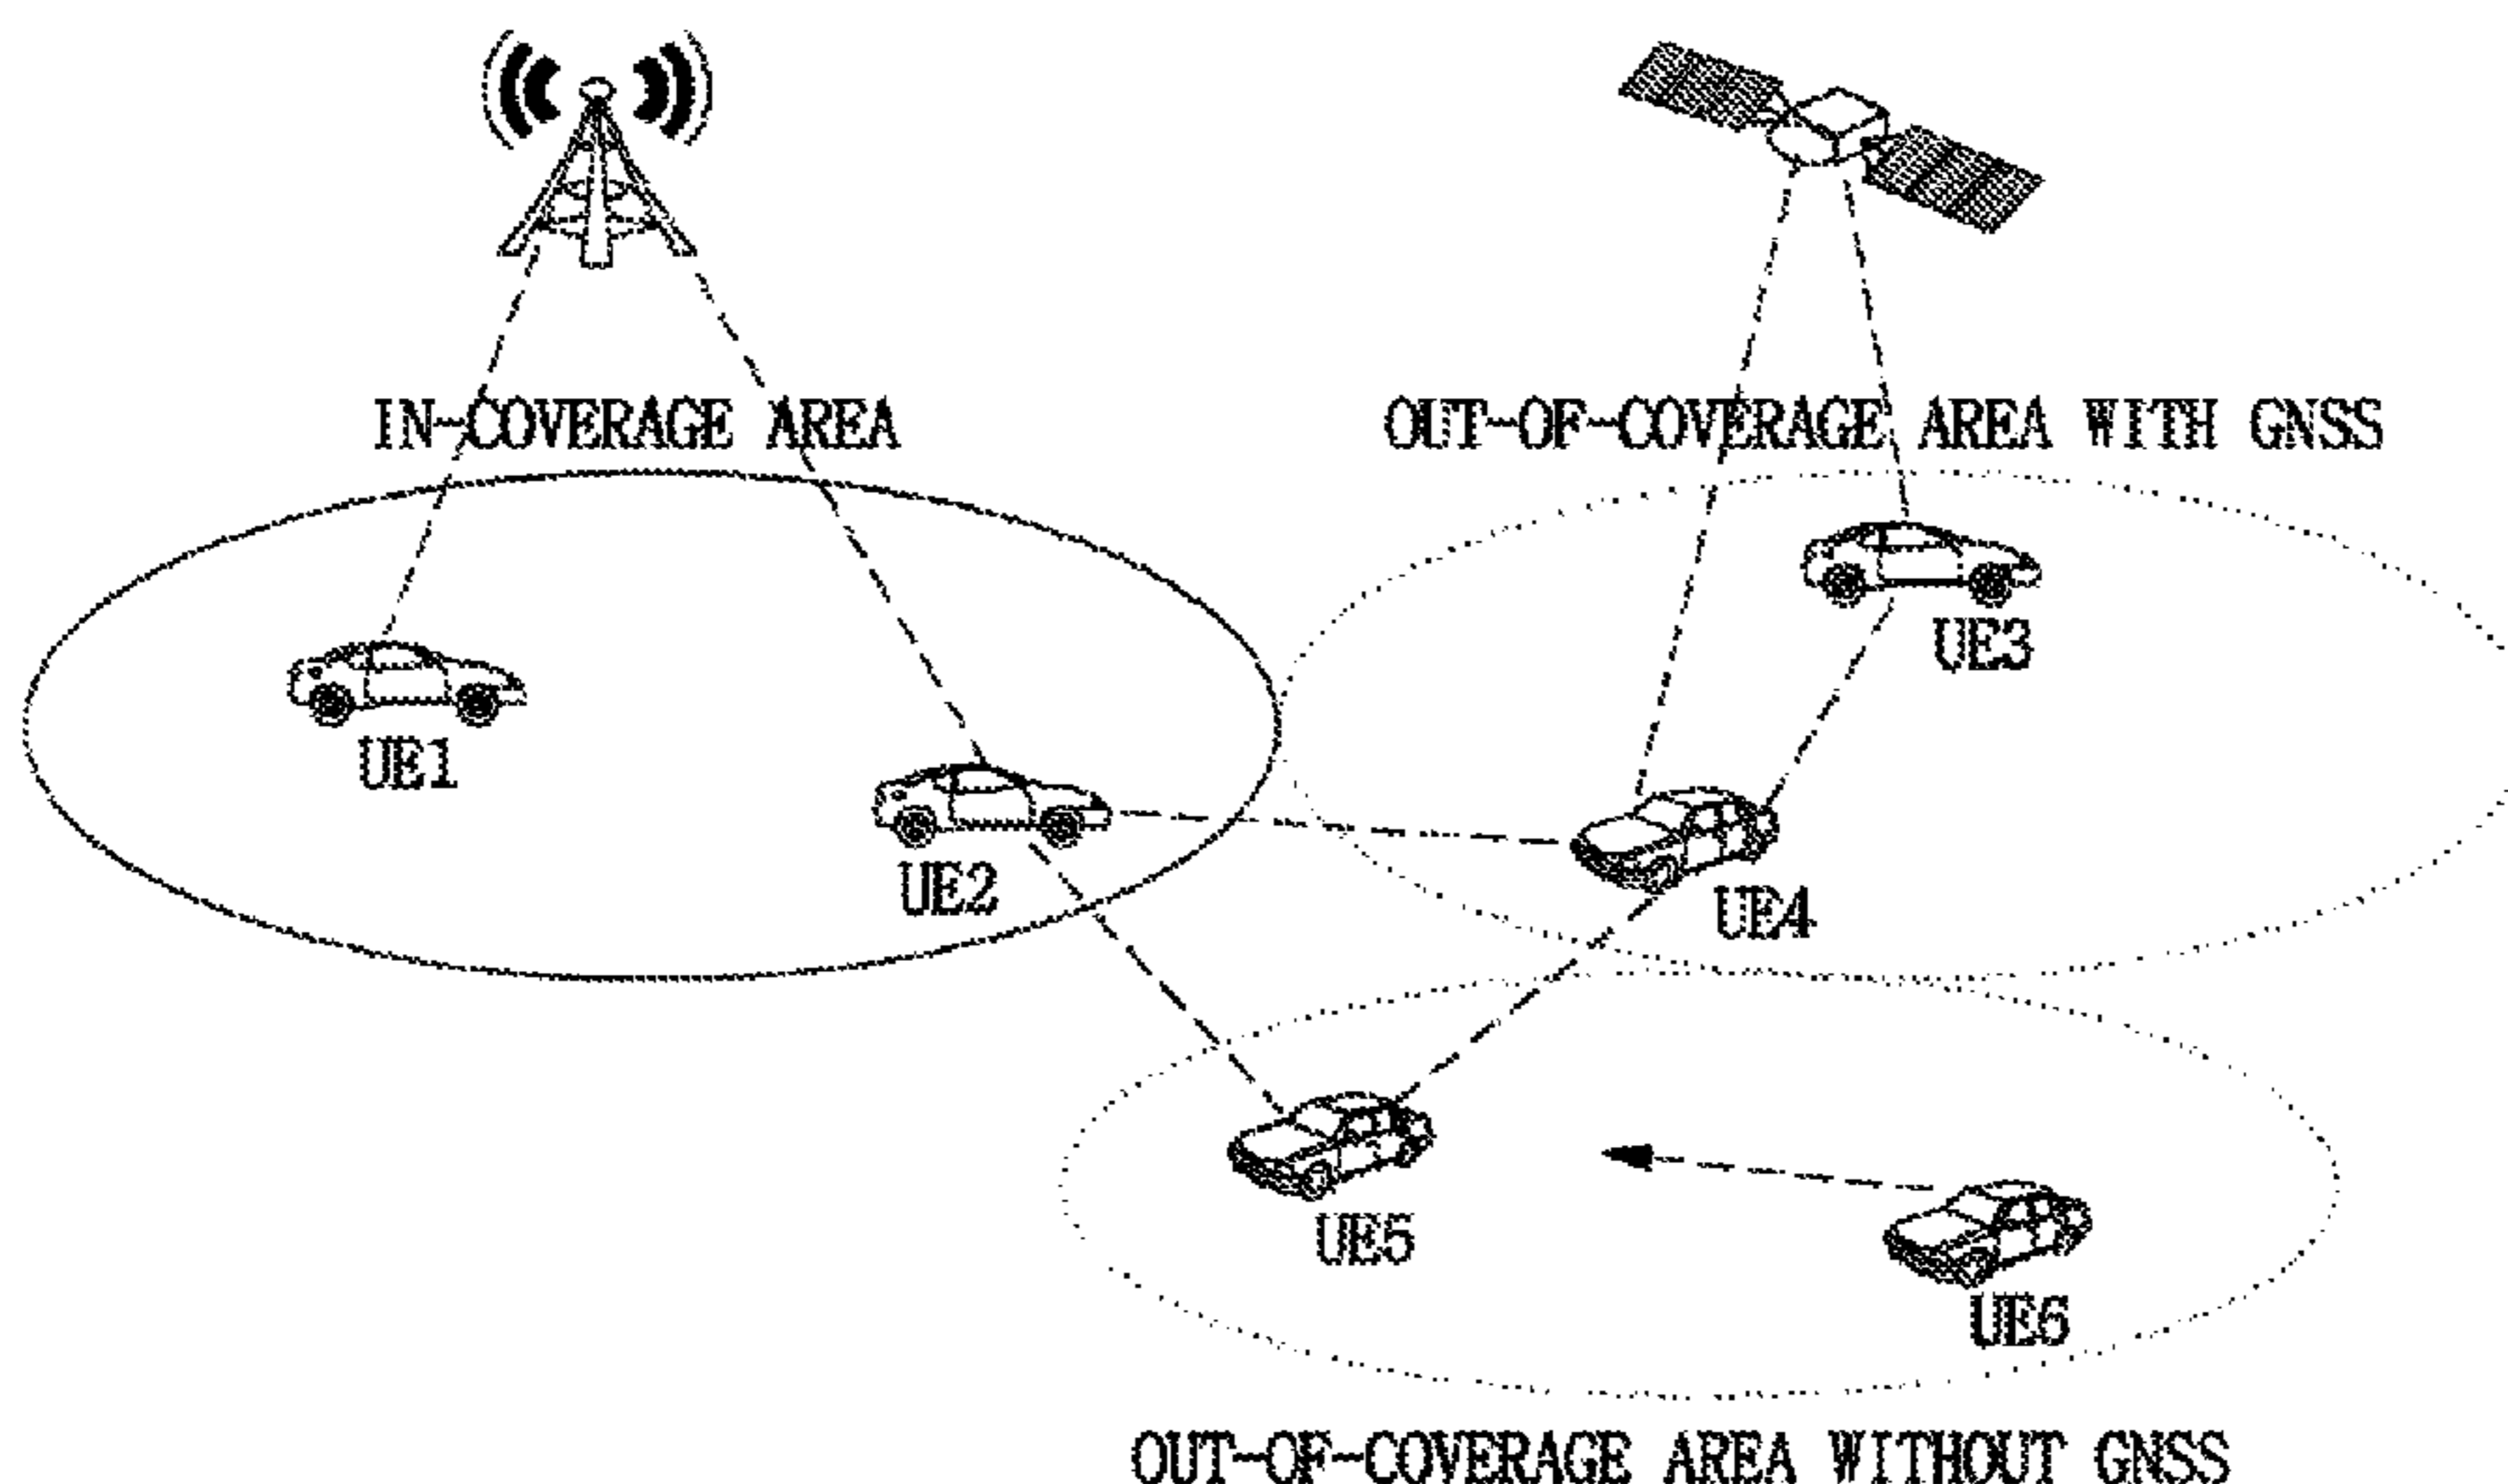 IN-COVERAGE AREA
OUT-OF-COVERAGE AREA WITH GNSS
UE3
UE1
UE2
UE4
UE5
UE6
OUT-OF-COVERAGE AREA WITHOUT GNSS